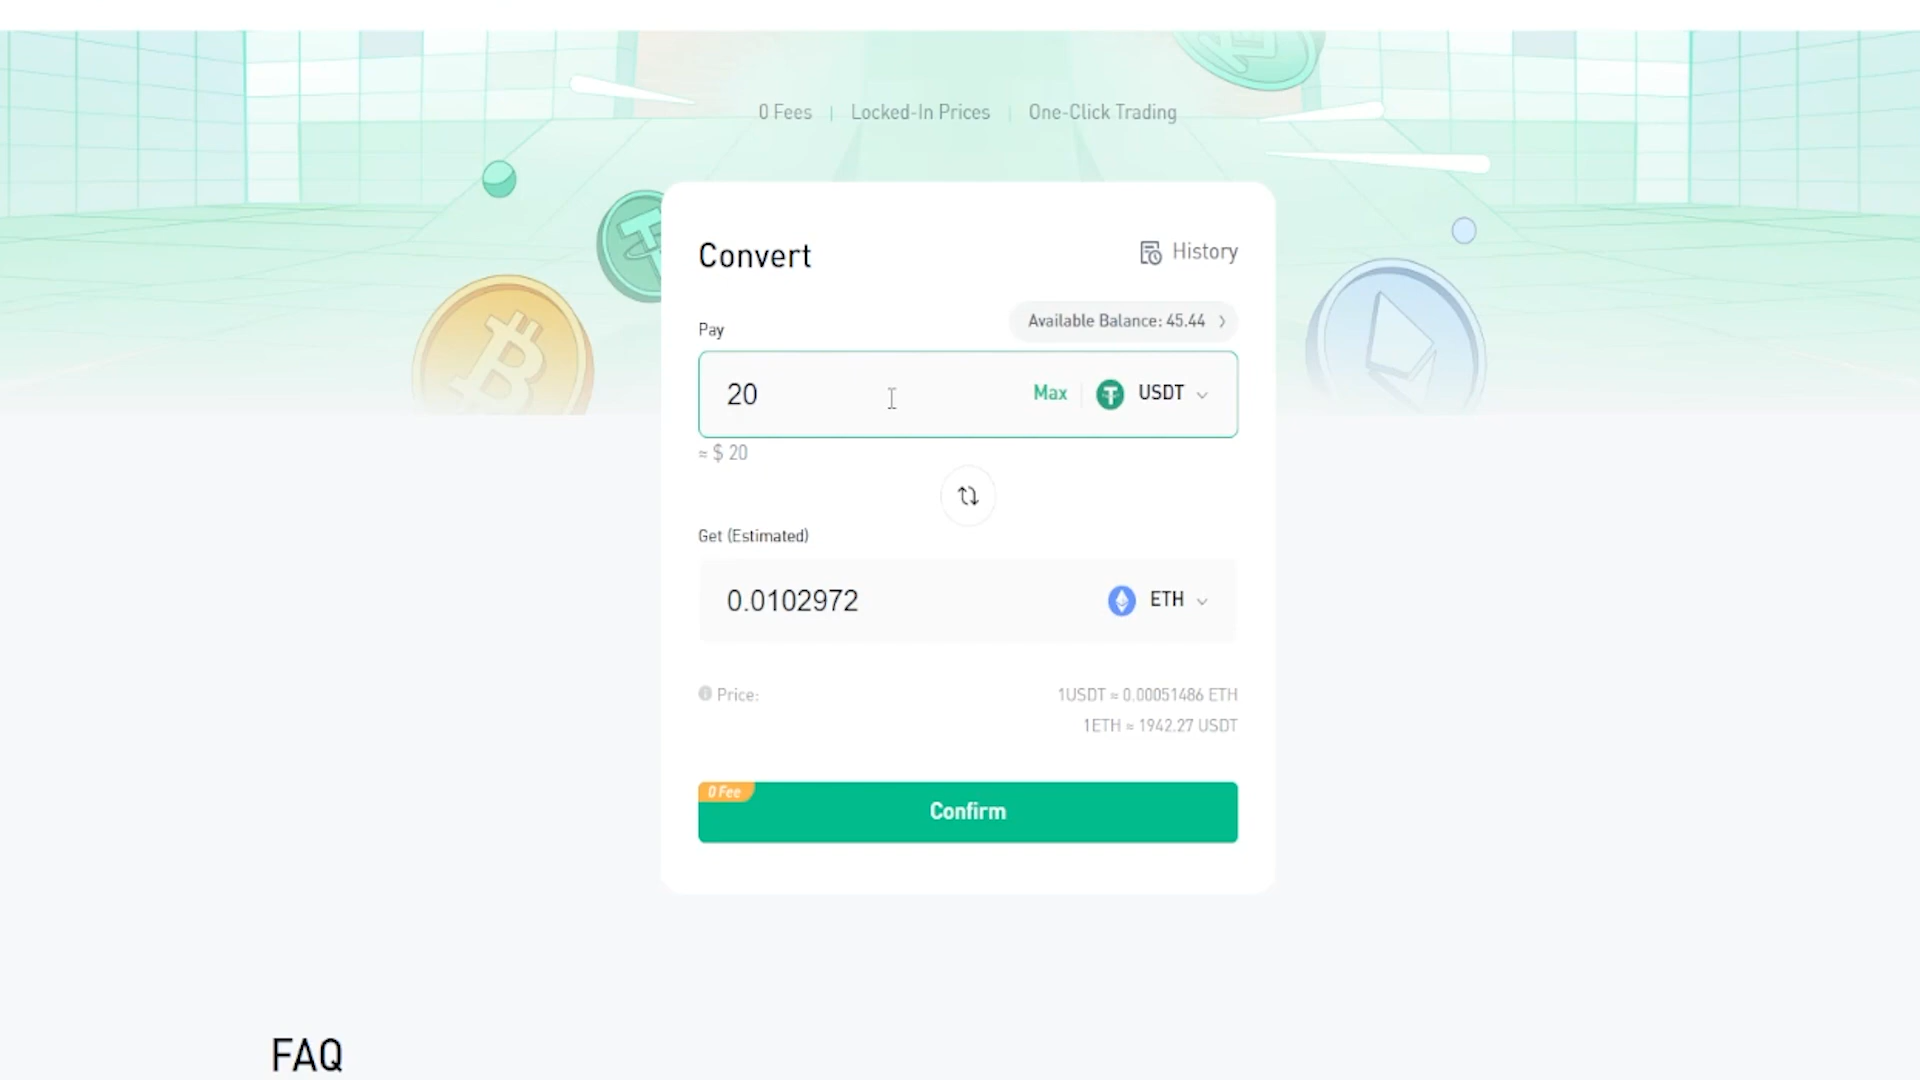 0 Fees | Locked-In Prices | One-Click Trading
Convert
History
Available Balance: 45.44 >
Pay
20
Max
USDT
≈ $ 20
Get (Estimated)
0.0102972
ETH
Price:
1USDT ≈ 0.00051486 ETH
1ETH ≈ 1942.27 USDT
0 Fee
Confirm
FAQ